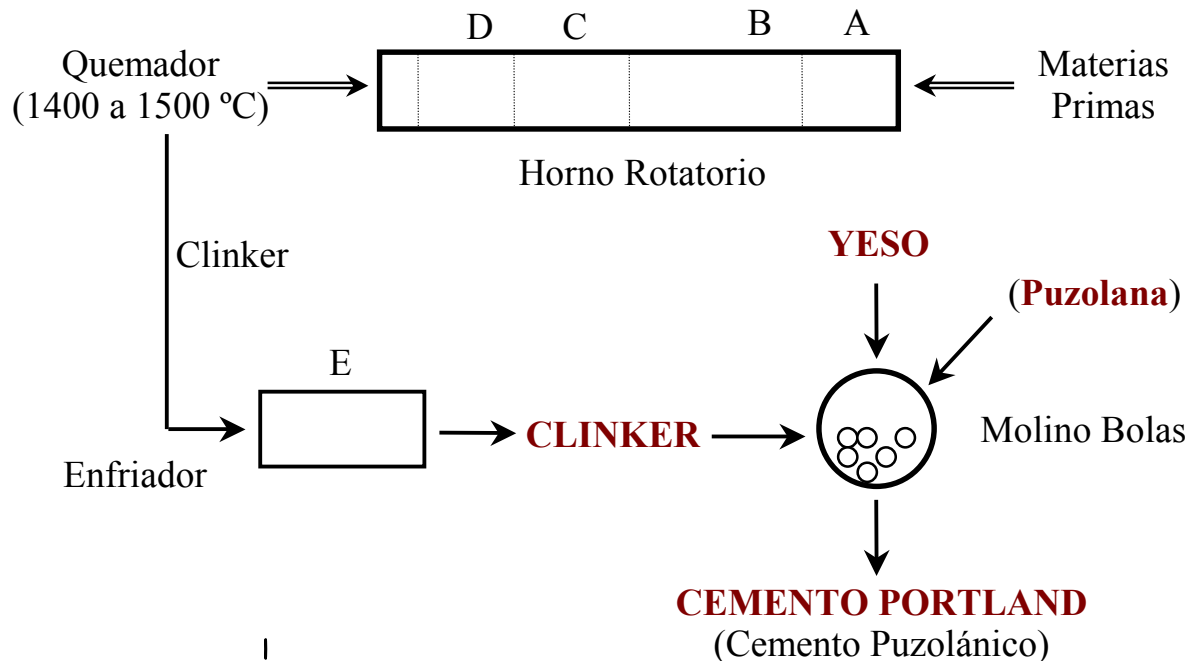 D C B A
Quemador
(1400 a 1500 ºC)
Materias
Primas
Horno Rotatorio
Clinker
YESO
(Puzolana)
E
CLINKER
Molino Bolas
Enfriador
CEMENTO PORTLAND
(Cemento Puzolánico)